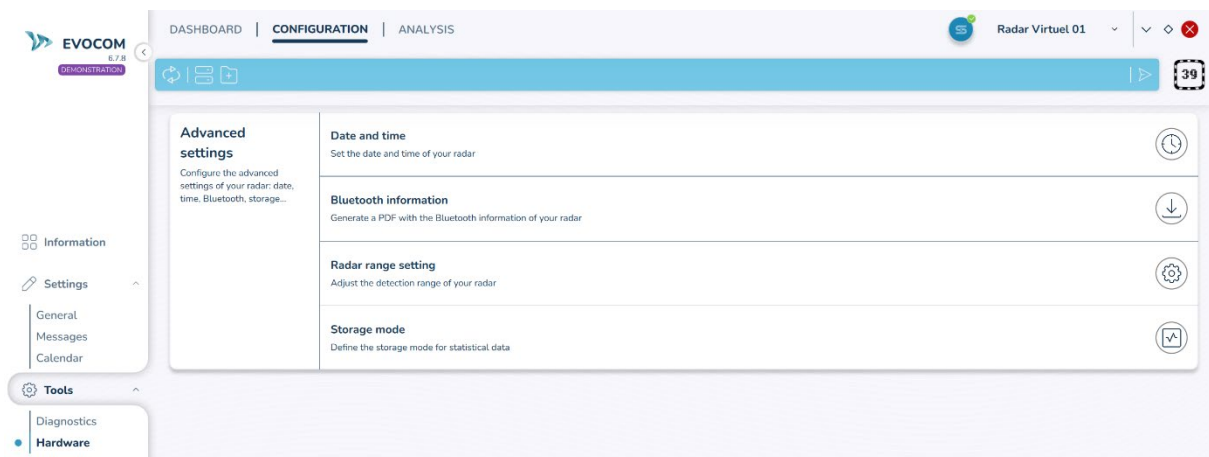 EVOCOM
6.7.8
DEMONSTRATION
DASHBOARD | CONFIGURATION | ANALYSIS
Radar Virtuel 01
39
Advanced
settings
Configure the advanced
settings of your radar: date,
time, Bluetooth, storage...
Date and time
Set the date and time of your radar
Bluetooth information
Generate a PDF with the Bluetooth information of your radar
Radar range setting
Adjust the detection range of your radar
Storage mode
Define the storage mode for statistical data
Information
Settings
General
Messages
Calendar
Tools
Diagnostics
Hardware